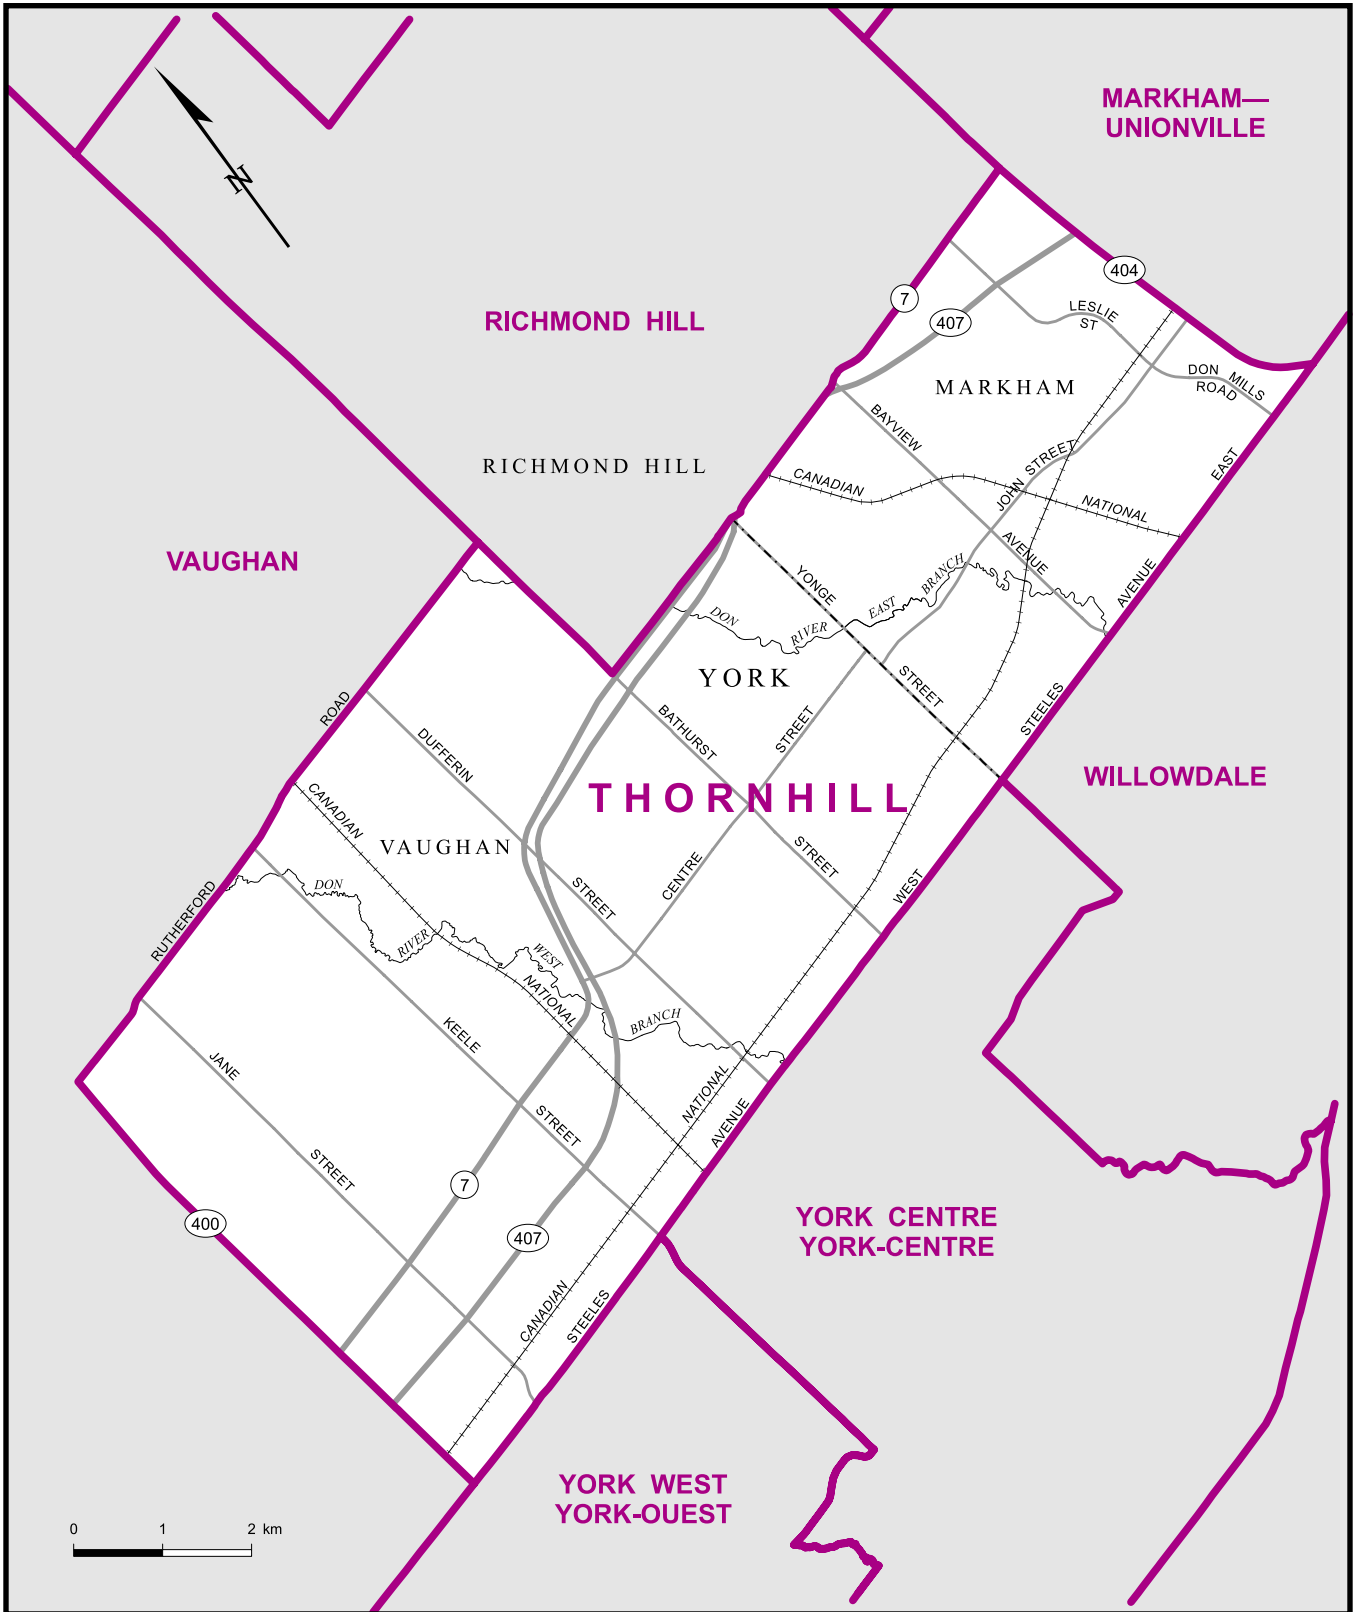 MARKHAM—
UNIONVILLE
N
404
7
407
LESLIE
ST
RICHMOND HILL
DON MILLS
ROAD
MARKHAM
BAYVIEW
AVENUE
EAST
JOHN STREET
RICHMOND HILL
CANADIAN
NATIONAL
VAUGHAN
YONGE
STREET
DON
RIVER
EAST
BRANCH
AVENUE
YORK
STEELES
ROAD
BATHURST
STREET
STREET
DUFFERIN
WILLOWDALE
THORNHILL
CANADIAN
VAUGHAN
CENTRE
STREET
WEST
DON
RIVER
WEST
BRANCH
RUTHERFORD
NATIONAL
KEELE
STREET
JANE
STREET
NATIONAL
AVENUE
7
400
407
YORK CENTRE
YORK-CENTRE
CANADIAN
STEELES
YORK WEST
YORK-OUEST
0 1 2 km